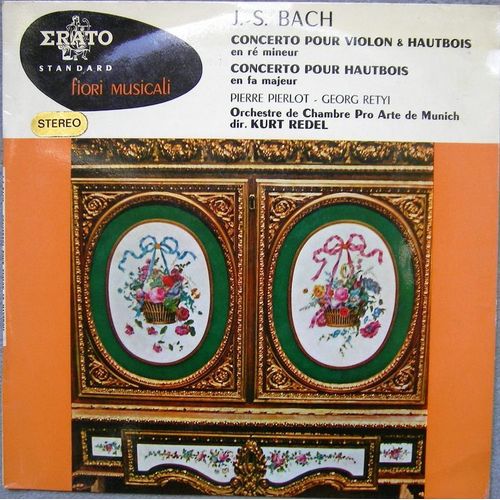 ERATO
STANDARD
fiori musicali
STEREO
J.-S. BACH
CONCERTO POUR VIOLON & HAUTBOIS
en ré mineur
CONCERTO POUR HAUTBOIS
en fa majeur
PIERRE PIERLOT - GEORG RETYI
Orchestre de Chambre Pro Arte de Munich
dir. KURT REDEL